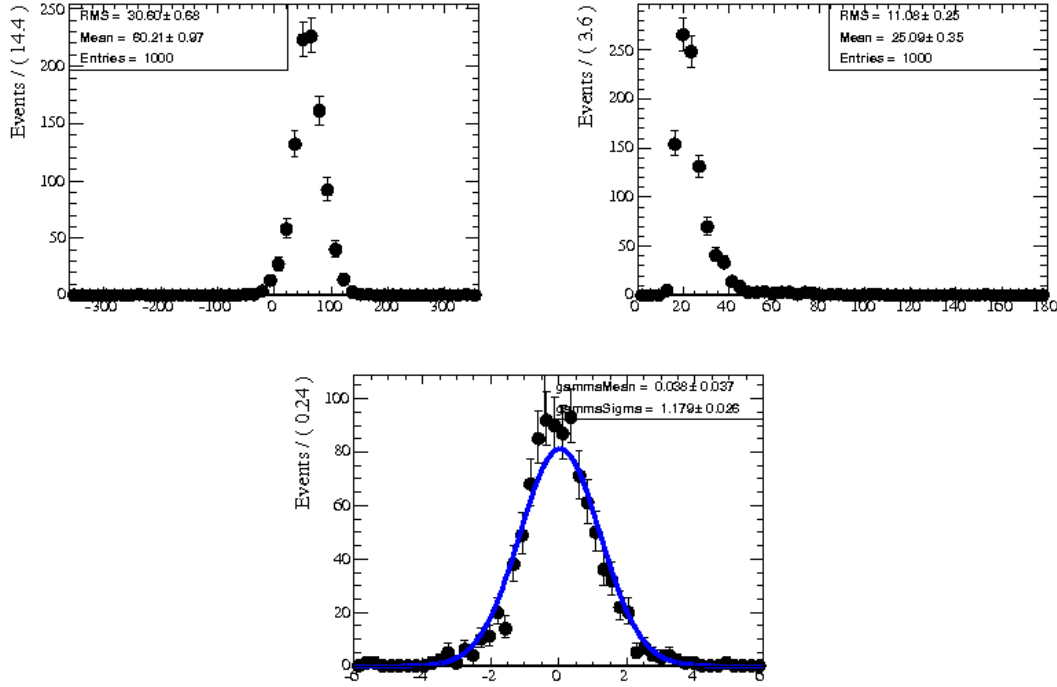 RMS = 30.60± 0.68
Mean = 60.21± 0.97
Entries = 1000
Events / ( 14.4 )
250
200
150
100
50
0
-300 -200 -100 0 100 200 300
RMS = 11.08± 0.25
Mean = 25.09± 0.35
Entries = 1000
Events / ( 3.6 )
250
200
150
100
50
0
0 20 40 60 80 100 120 140 160 180
gammaMean = 0.038± 0.037
gammaSigma = 1.179± 0.026
Events / ( 0.24 )
100
80
60
40
20
0
-6 -4 -2 0 2 4 6